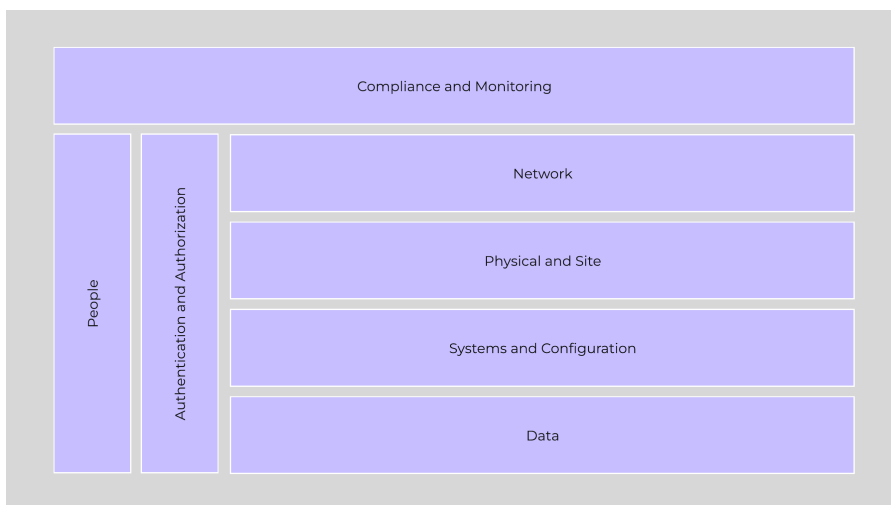 Compliance and Monitoring
People
Authentication and Authorization
Network
Physical and Site
Systems and Configuration
Data